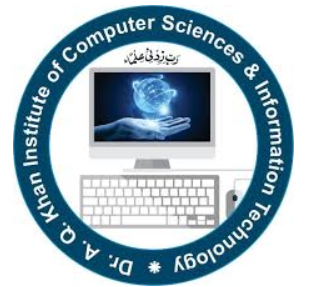 Dr. A. Q. Khan Institute of Computer Sciences & Information Technology
رَبِّ زِدْنِي عِلْمًا